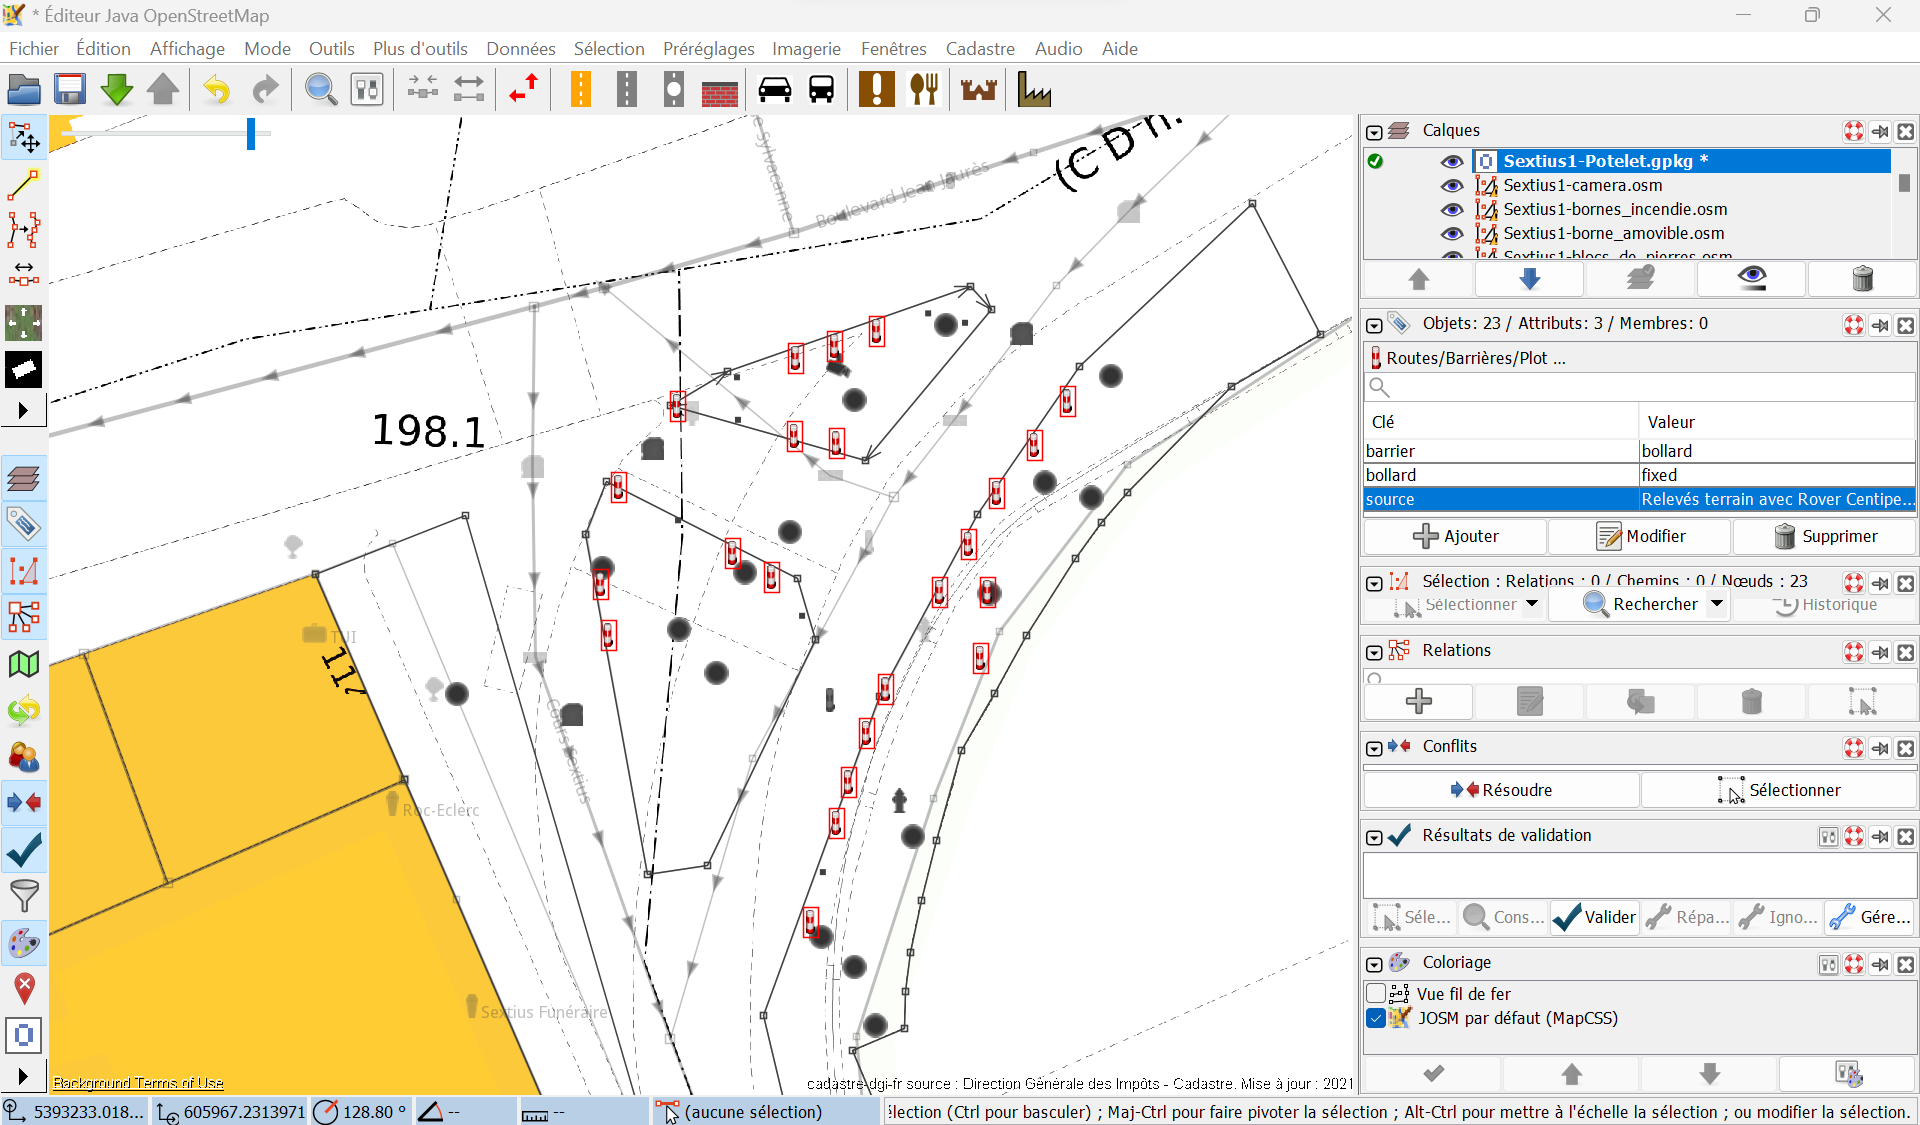 * Éditeur Java OpenStreetMap
Fichier Édition Affichage Mode Outils Plus d'outils Données Sélection Préréglages Imagerie Fenêtres Cadastre Audio Aide
Boulevard Jean Jaurès
(C D n.
198.1
TUI
117
Roc-Eclerc
Cours Sextius
Sextius Funéraire
Background Terms of Use
cadastre-dgi-fr source : Direction Générale des Impôts - Cadastre. Mise à jour : 2021
Calques
Sextius1-Potelet.gpkg *
Sextius1-camera.osm
Sextius1-bornes_incendie.osm
Sextius1-borne_amovible.osm
Sextius1-blocs_de_pierres.osm
Objets: 23 / Attributs: 3 / Membres: 0
Routes/Barrières/Plot ...
Clé Valeur
barrier bollard
bollard fixed
source Relevés terrain avec Rover Centipe...
Ajouter Modifier Supprimer
Sélection : Relations : 0 / Chemins : 0 / Nœuds : 23
Sélectionner Rechercher Historique
Relations
Conflits
Résoudre Sélectionner
Résultats de validation
Séle... Cons... Valider Répa... Igno... Gére...
Coloriage
Vue fil de fer
JOSM par défaut (MapCSS)
5393233.018... 605967.2313971 128.80 ° -- -- (aucune sélection) lection (Ctrl pour basculer) ; Maj-Ctrl pour faire pivoter la sélection ; Alt-Ctrl pour mettre à l'échelle la sélection ; ou modifier la sélection.